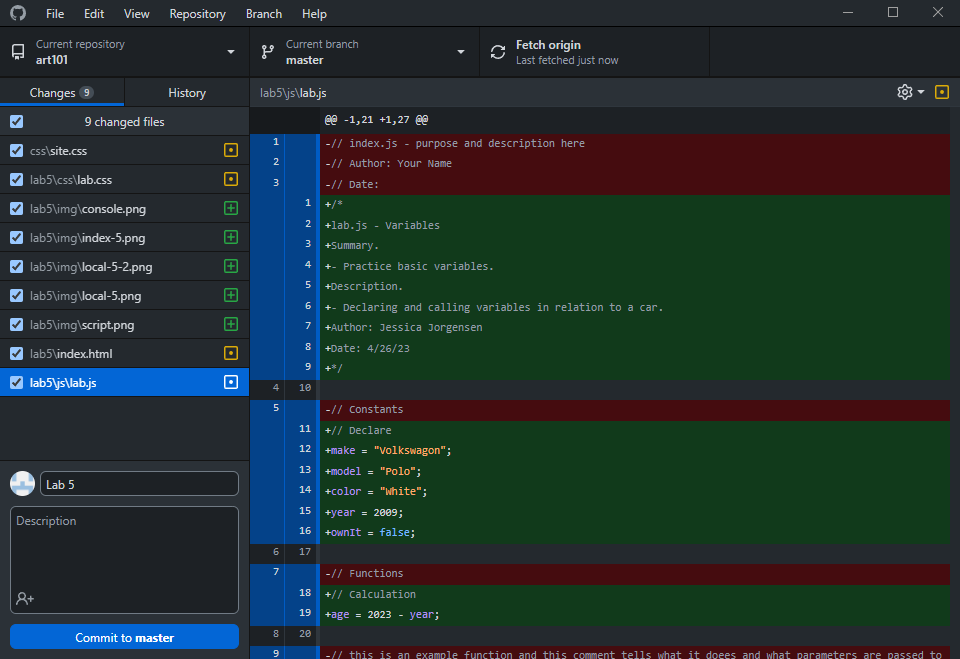 File Edit View Repository Branch Help
Current repository
art101
Current branch
master
Fetch origin
Last fetched just now
Changes 9
History
lab5\js\lab.js
9 changed files
css\site.css
lab5\css\lab.css
lab5\img\console.png
lab5\img\index-5.png
lab5\img\local-5-2.png
lab5\img\local-5.png
lab5\img\script.png
lab5\index.html
lab5\js\lab.js
Lab 5
Description
Commit to master
@@ -1,21 +1,27 @@
1 -// index.js - purpose and description here
2 -// Author: Your Name
3 -// Date:
1 +/*
2 +lab.js - Variables
3 +Summary.
4 +- Practice basic variables.
5 +Description.
6 +- Declaring and calling variables in relation to a car.
7 +Author: Jessica Jorgensen
8 +Date: 4/26/23
9 +*/
4 10
5 -// Constants
11 +// Declare
12 +make = "Volkswagon";
13 +model = "Polo";
14 +color = "White";
15 +year = 2009;
16 +ownIt = false;
6 17
7 -// Functions
18 +// Calculation
19 +age = 2023 - year;
8 20
9 -// this is an example function and this comment tells what it doees and what parameters are passed to